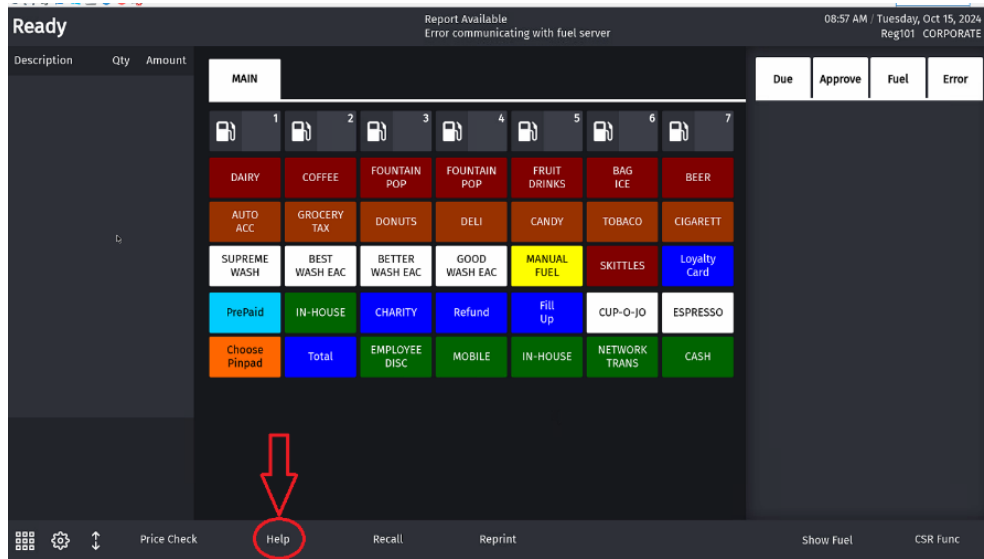 Ready
Report Available
Error communicating with fuel server
08:57 AM / Tuesday, Oct 15, 2024
Reg101 CORPORATE
Description Qty Amount
MAIN
Due Approve Fuel Error
1 2 3 4 5 6 7
DAIRY
COFFEE
FOUNTAIN
POP
FOUNTAIN
POP
FRUIT
DRINKS
BAG
ICE
BEER
AUTO
ACC
GROCERY
TAX
DONUTS
DELI
CANDY
TOBACO
CIGARETT
SUPREME
WASH
BEST
WASH EAC
BETTER
WASH EAC
GOOD
WASH EAC
MANUAL
FUEL
SKITTLES
Loyalty
Card
PrePaid
IN-HOUSE
CHARITY
Refund
Fill
Up
CUP-O-JO
ESPRESSO
Choose
Pinpad
Total
EMPLOYEE
DISC
MOBILE
IN-HOUSE
NETWORK
TRANS
CASH
Price Check Help Recall Reprint Show Fuel CSR Func